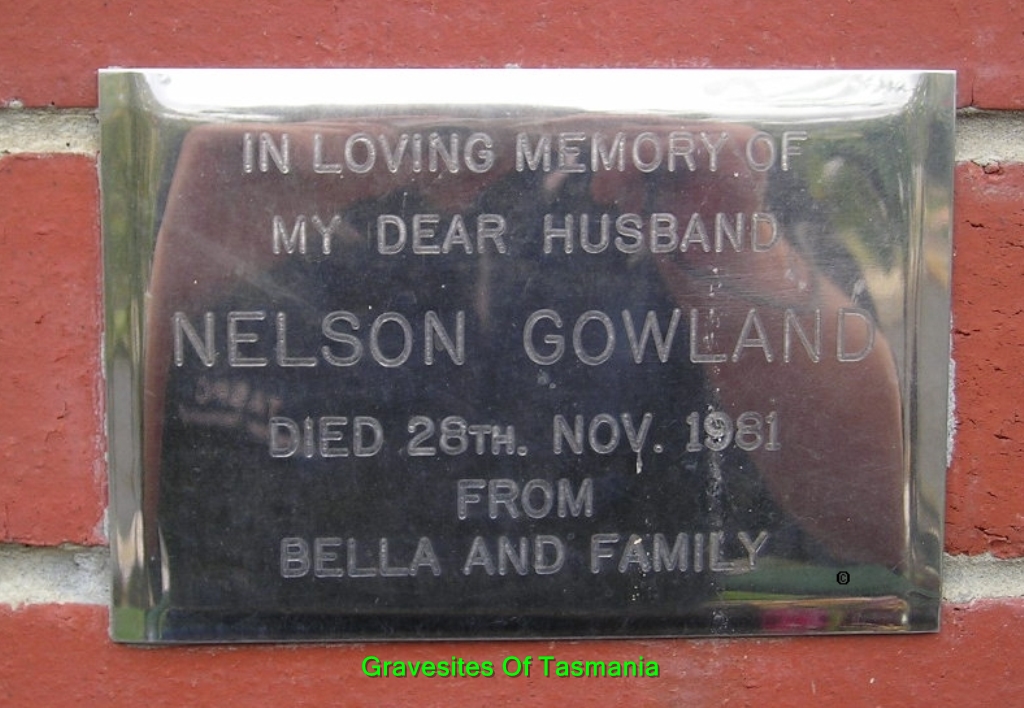 IN LOVING MEMORY OF
MY DEAR HUSBAND
NELSON GOWLAND
DIED 28TH. NOV. 1981
FROM
BELLA AND FAMILY
©
Gravesites Of Tasmania